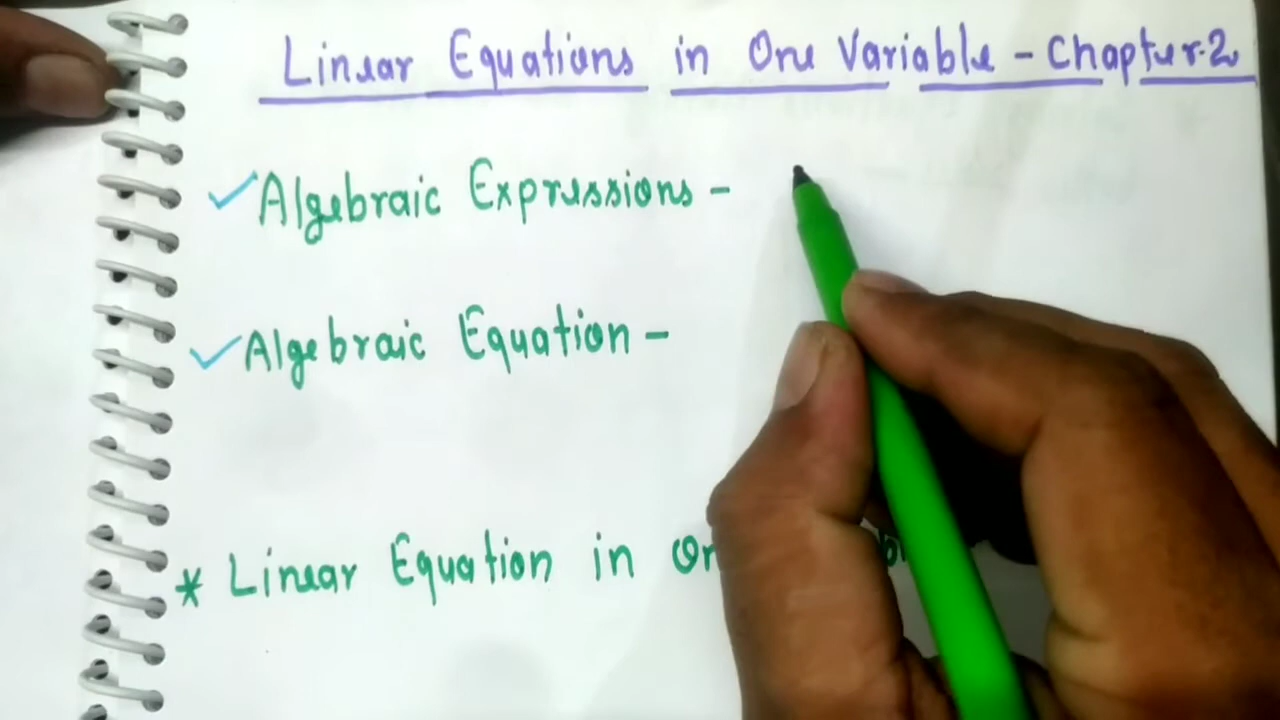 Linear Equations in One Variable - Chapter-2
✓ Algebraic Expressions -
✓ Algebraic Equation -
* Linear Equation in